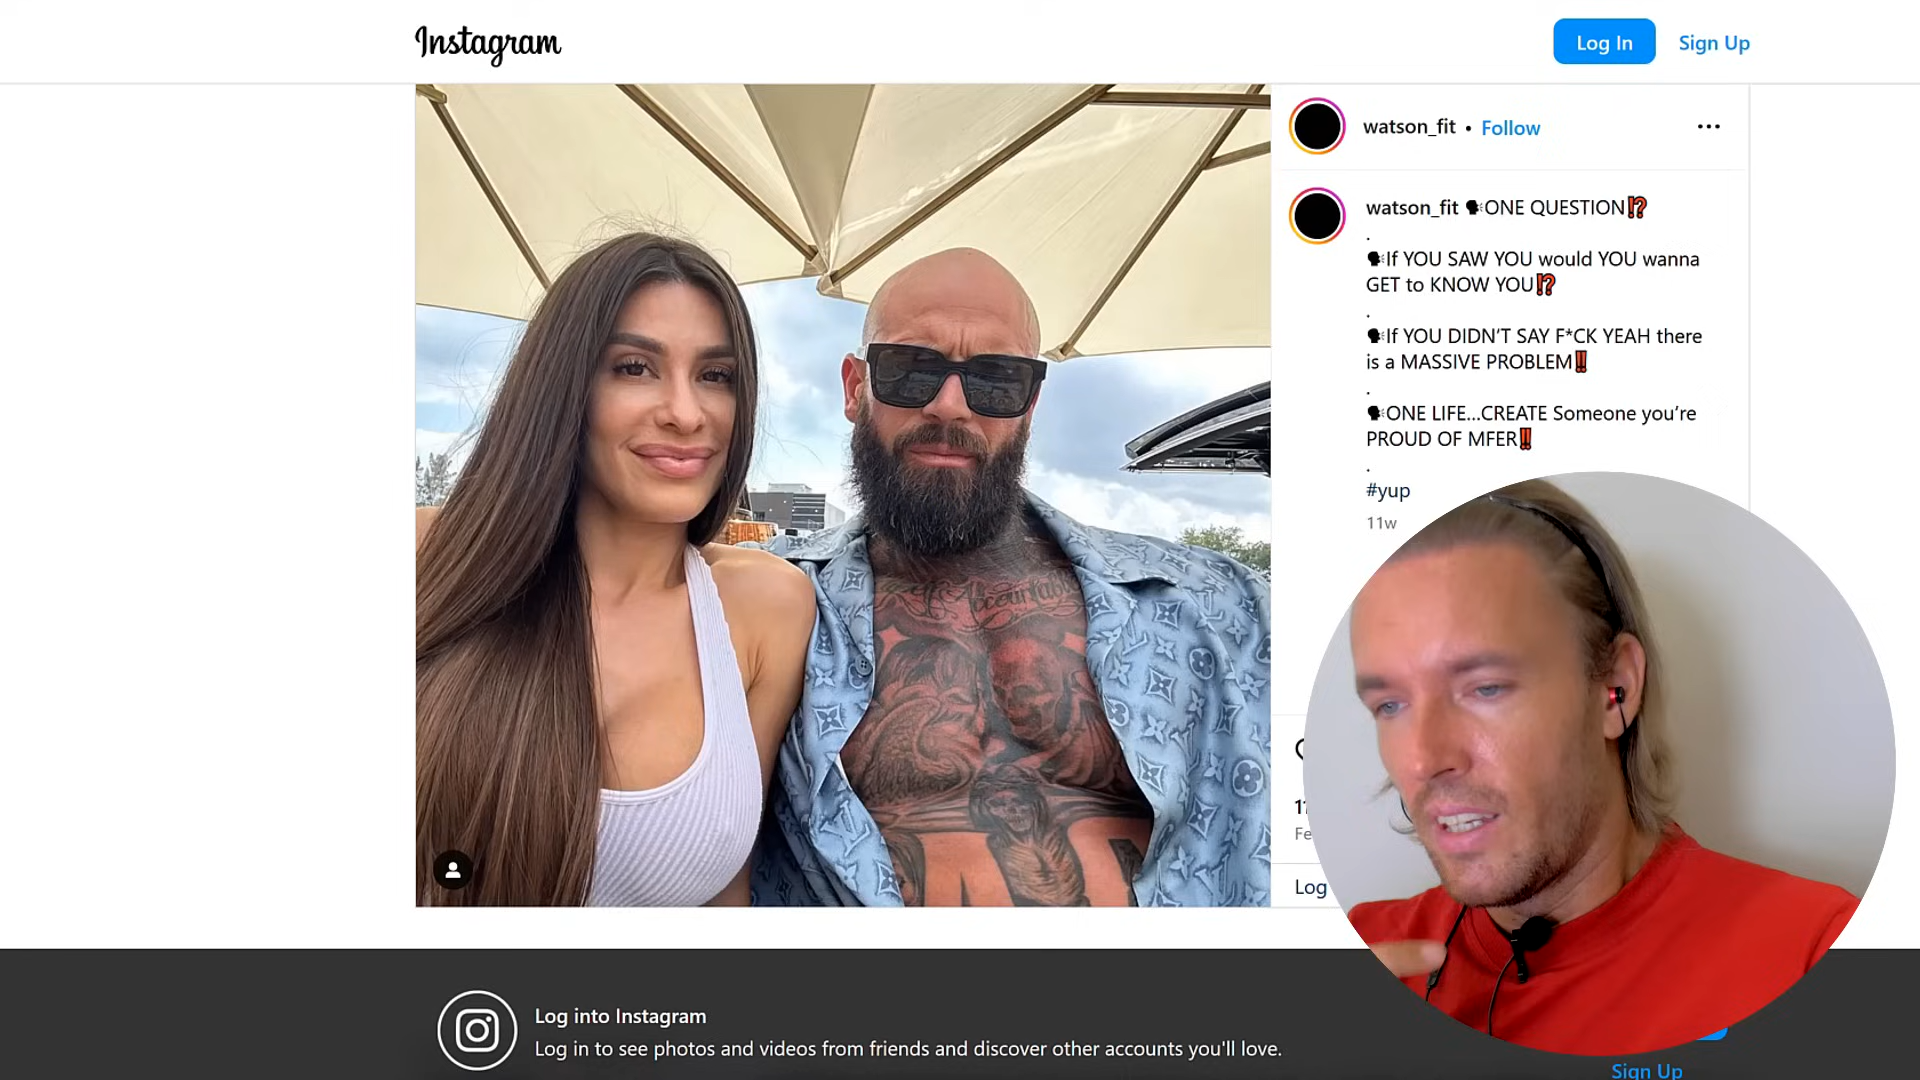 Instagram
Log In
Sign Up
watson_fit • Follow
watson_fit 🗣️ONE QUESTION⁉️
.
🗣️If YOU SAW YOU would YOU wanna
GET to KNOW YOU⁉️
.
🗣️If YOU DIDN’T SAY F*CK YEAH there
is a MASSIVE PROBLEM‼️
.
🗣️ONE LIFE…CREATE Someone you’re
PROUD OF MFER‼️
.
#yup
11w
Log
Log into Instagram
Log in to see photos and videos from friends and discover other accounts you'll love.
Sign Up